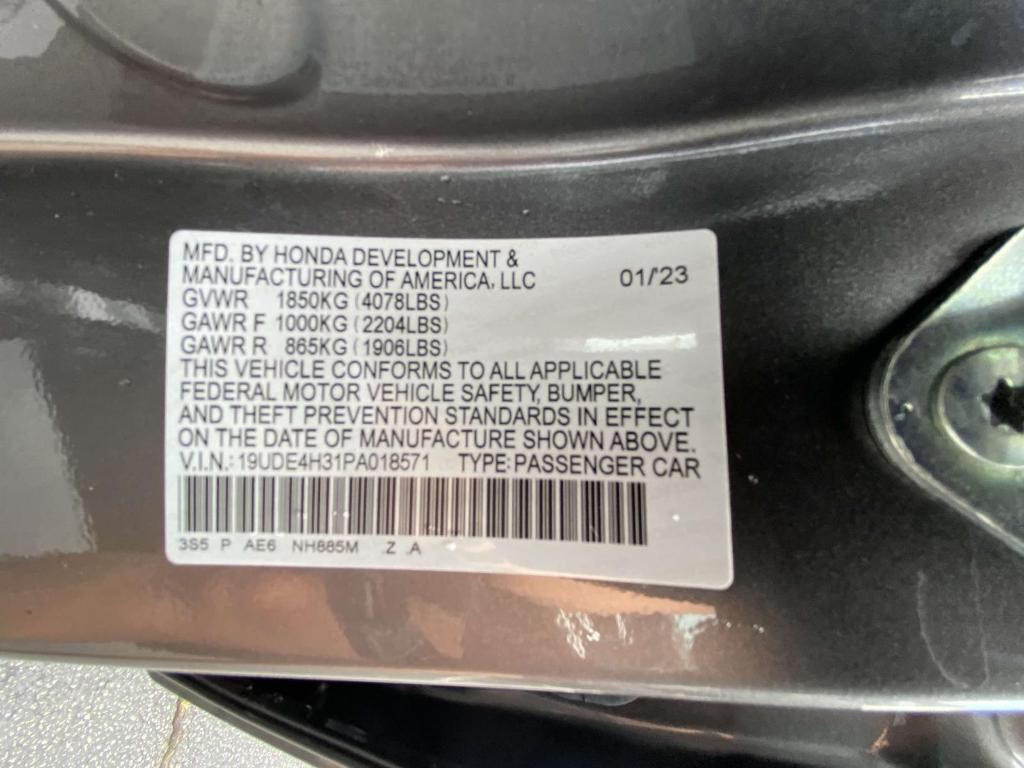 MFD. BY HONDA DEVELOPMENT &
MANUFACTURING OF AMERICA, LLC 01/'23
GVWR 1850KG (4078LBS)
GAWR F 1000KG (2204LBS)
GAWR R 865KG (1906LBS)
THIS VEHICLE CONFORMS TO ALL APPLICABLE
FEDERAL MOTOR VEHICLE SAFETY, BUMPER,
AND THEFT PREVENTION STANDARDS IN EFFECT
ON THE DATE OF MANUFACTURE SHOWN ABOVE.
V.I.N.: 19UDE4H31PA018571 TYPE: PASSENGER CAR
3S5 P AE6 NH885M .Z .A